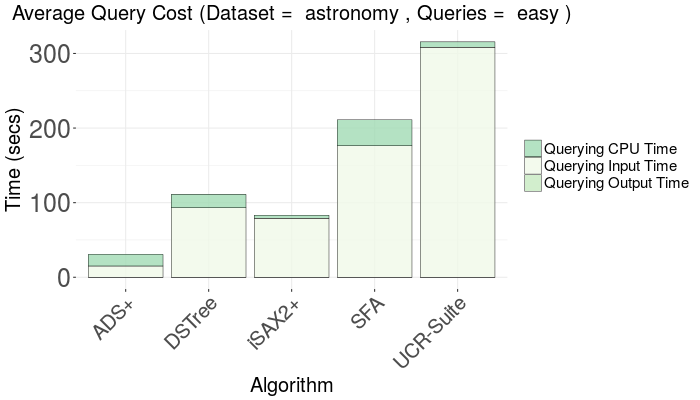 Average Query Cost (Dataset =  astronomy , Queries =  easy )
Time (secs)
300
200
100
0
ADS+
DSTree
iSAX2+
SFA
UCR-Suite
Algorithm
Querying CPU Time
Querying Input Time
Querying Output Time